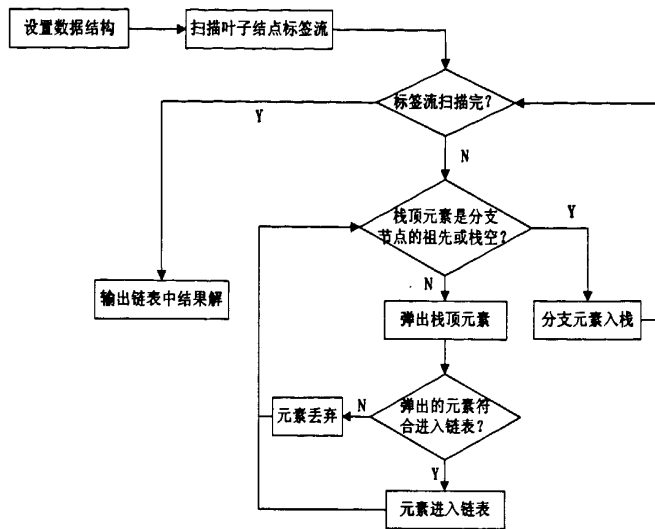 设置数据结构
扫描叶子结点标签流
标签流扫描完?
Y
N
栈顶元素是分支
节点的祖先或栈空?
Y
N
输出链表中结果解
弹出栈顶元素
分支元素入栈
元素丢弃
N
弹出的元素符
合进入链表?
Y
元素进入链表